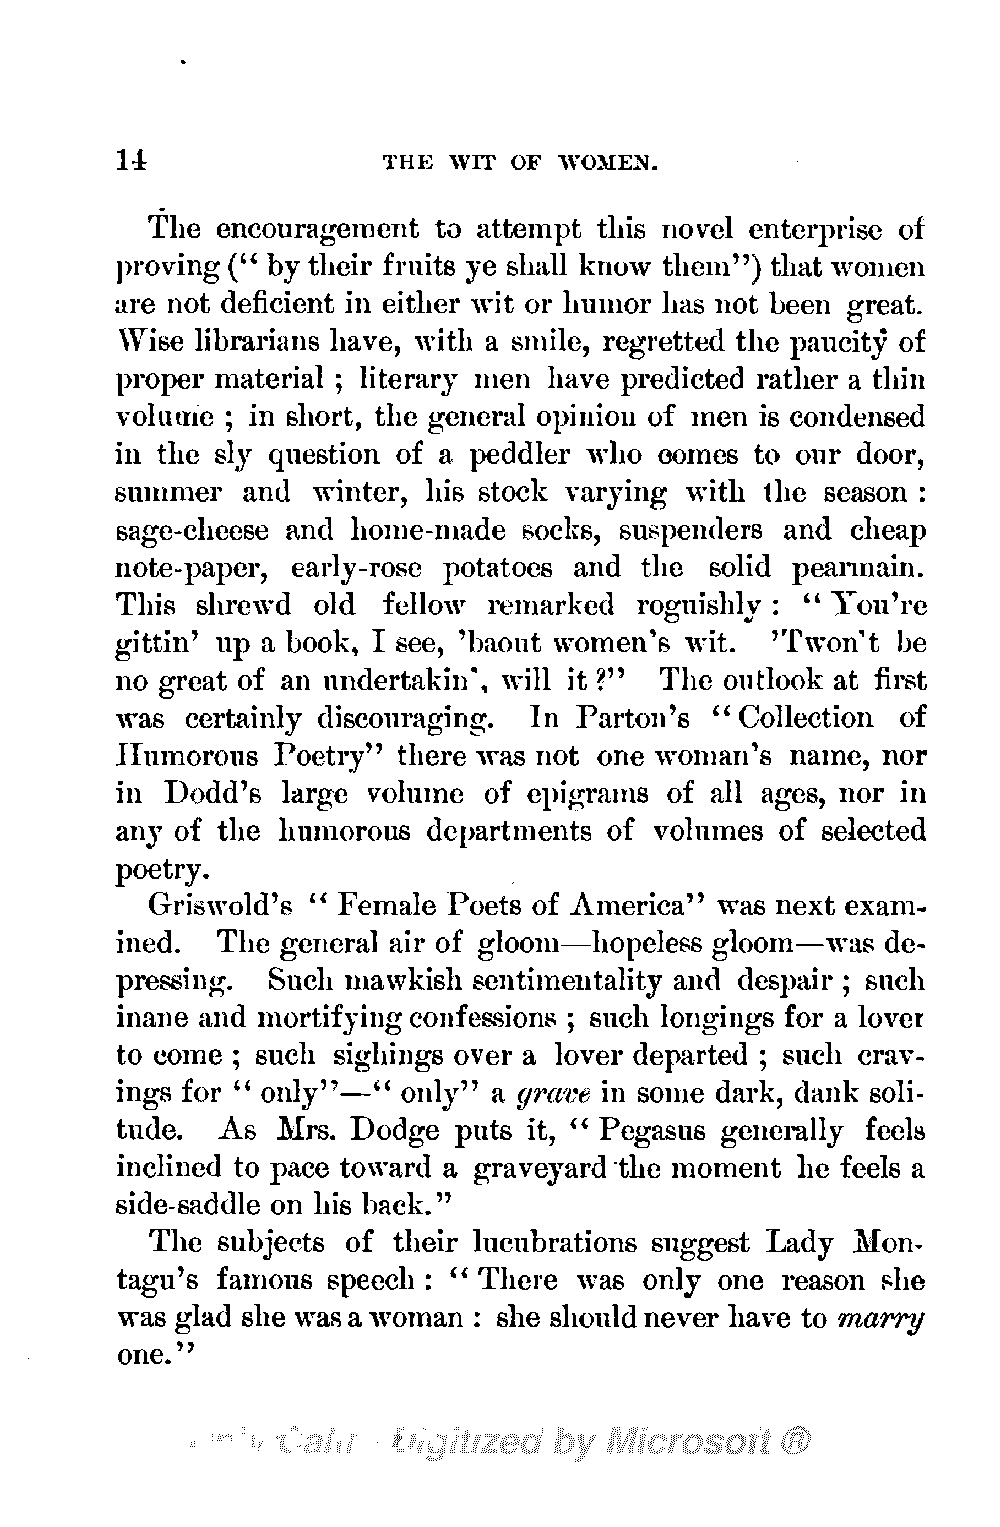 14 THE WIT OF WOMEN.
The encouragement to attempt this novel enterprise of
proving (“ by their fruits ye shall know them”) that women
are not deficient in either wit or humor has not been great.
Wise librarians have, with a smile, regretted the paucity of
proper material ; literary men have predicted rather a thin
volume ; in short, the general opinion of men is condensed
in the sly question of a peddler who comes to our door,
summer and winter, his stock varying with the season :
sage-cheese and home-made socks, suspenders and cheap
note-paper, early-rose potatoes and the solid pearmain.
This shrewd old fellow remarked roguishly : “ You’re
gittin’ up a book, I see, ’baout women’s wit. ’Twon’t be
no great of an undertakin’, will it ?” The outlook at first
was certainly discouraging. In Parton’s “ Collection of
Humorous Poetry” there was not one woman’s name, nor
in Dodd’s large volume of epigrams of all ages, nor in
any of the humorous departments of volumes of selected
poetry.
Griswold’s “ Female Poets of America” was next exam-
ined. The general air of gloom—hopeless gloom—was de-
pressing. Such mawkish sentimentality and despair ; such
inane and mortifying confessions ; such longings for a lover
to come ; such sighings over a lover departed ; such crav-
ings for “ only”—“ only” a grave in some dark, dank soli-
tude. As Mrs. Dodge puts it, “ Pegasus generally feels
inclined to pace toward a graveyard the moment he feels a
side-saddle on his back.”
The subjects of their lucubrations suggest Lady Mon-
tagu’s famous speech : “ There was only one reason she
was glad she was a woman : she should never have to marry
one.”
Digitized by Microsoft ®